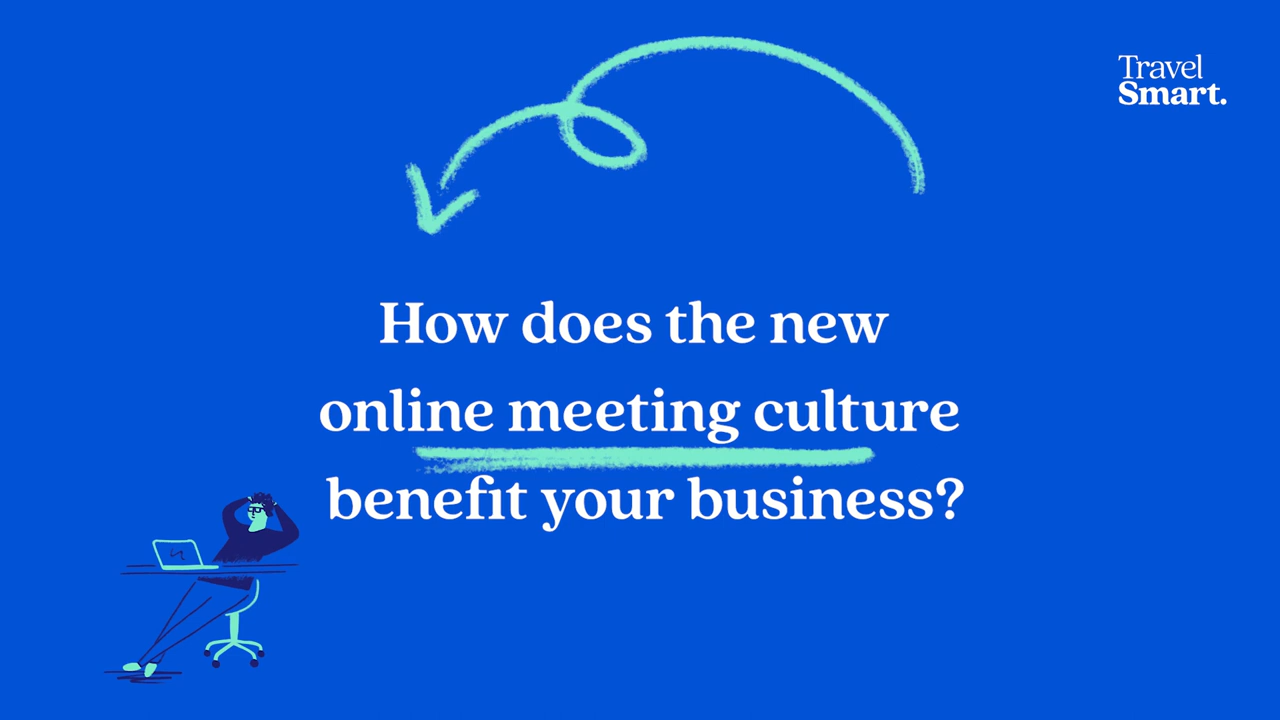 Travel
Smart.
How does the new
online meeting culture
benefit your business?